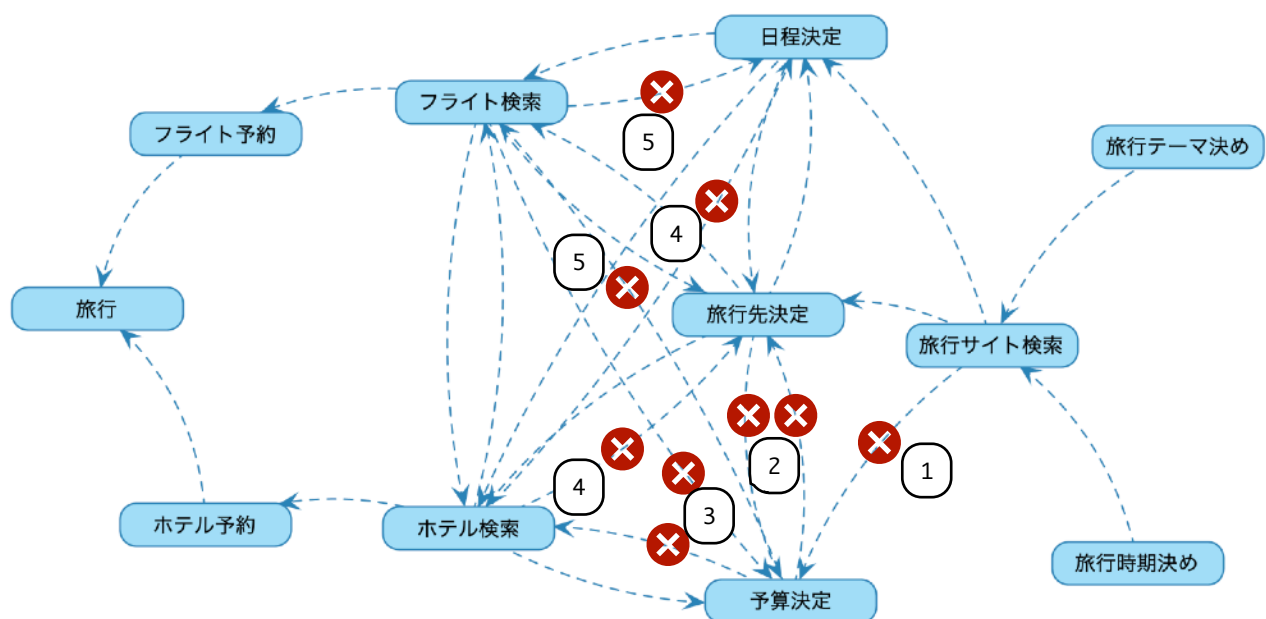 日程決定
フライト検索
フライト予約
5
旅行テーマ決め
4
5
旅行
旅行先決定
旅行サイト検索
2
1
4
3
ホテル予約
ホテル検索
旅行時期決め
予算決定